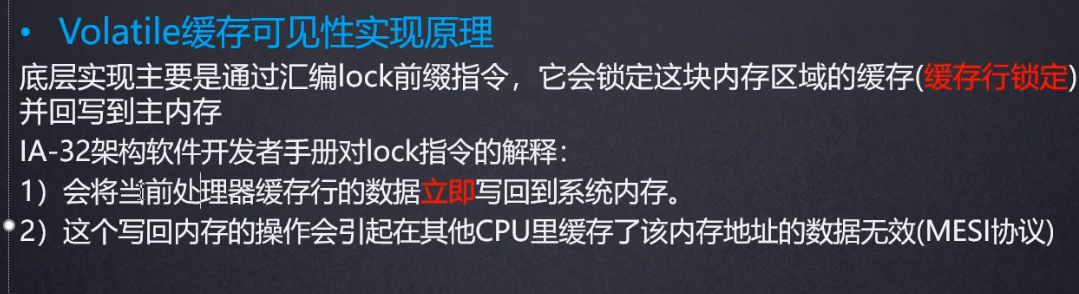 • Volatile缓存可见性实现原理
底层实现主要是通过汇编lock前缀指令，它会锁定这块内存区域的缓存(缓存行锁定)
并回写到主内存
IA-32架构软件开发者手册对lock指令的解释：
1）会将当前处理器缓存行的数据立即写回到系统内存。
2）这个写回内存的操作会引起在其他CPU里缓存了该内存地址的数据无效(MESI协议)